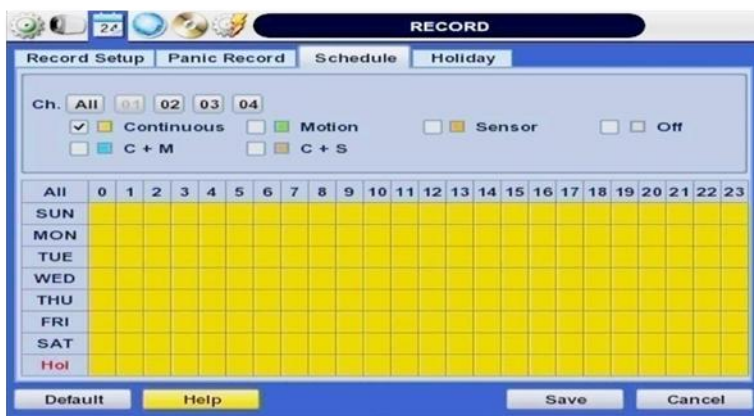 24
RECORD
Record Setup Panic Record Schedule Holiday
Ch. All 01 02 03 04
Continuous Motion Sensor Off
C + M C + S
All 0 1 2 3 4 5 6 7 8 9 10 11 12 13 14 15 16 17 18 19 20 21 22 23
SUN
MON
TUE
WED
THU
FRI
SAT
Hol
Default Help Save Cancel